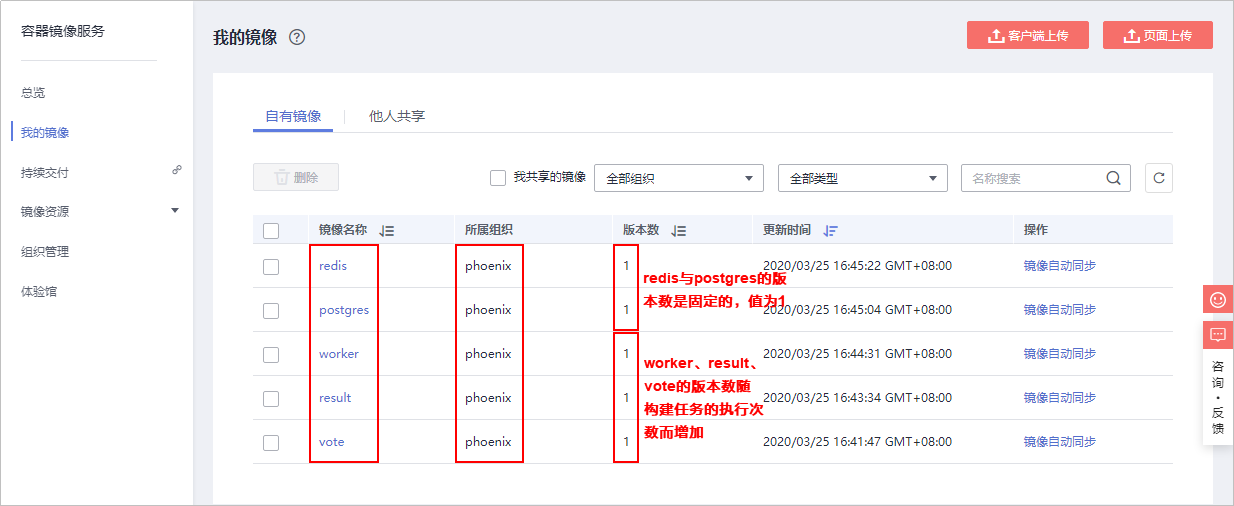 容器镜像服务
总览
我的镜像
持续交付
镜像资源
组织管理
体验馆
我的镜像 ?
客户端上传 页面上传
自有镜像 他人共享
删除 我共享的镜像 全部组织 全部类型 名称搜索
镜像名称 所属组织 版本数 更新时间 操作
redis phoenix 1 2020/03/25 16:45:22 GMT+08:00 镜像自动同步
postgres phoenix 1 2020/03/25 16:45:04 GMT+08:00 镜像自动同步
worker phoenix 1 2020/03/25 16:44:31 GMT+08:00 镜像自动同步
result phoenix 1 2020/03/25 16:43:34 GMT+08:00 镜像自动同步
vote phoenix 1 2020/03/25 16:41:47 GMT+08:00 镜像自动同步
redis与postgres的版
本数是固定的，值为1
worker、result、
vote的版本数随
构建任务的执行次
数而增加
咨
询
·
反
馈